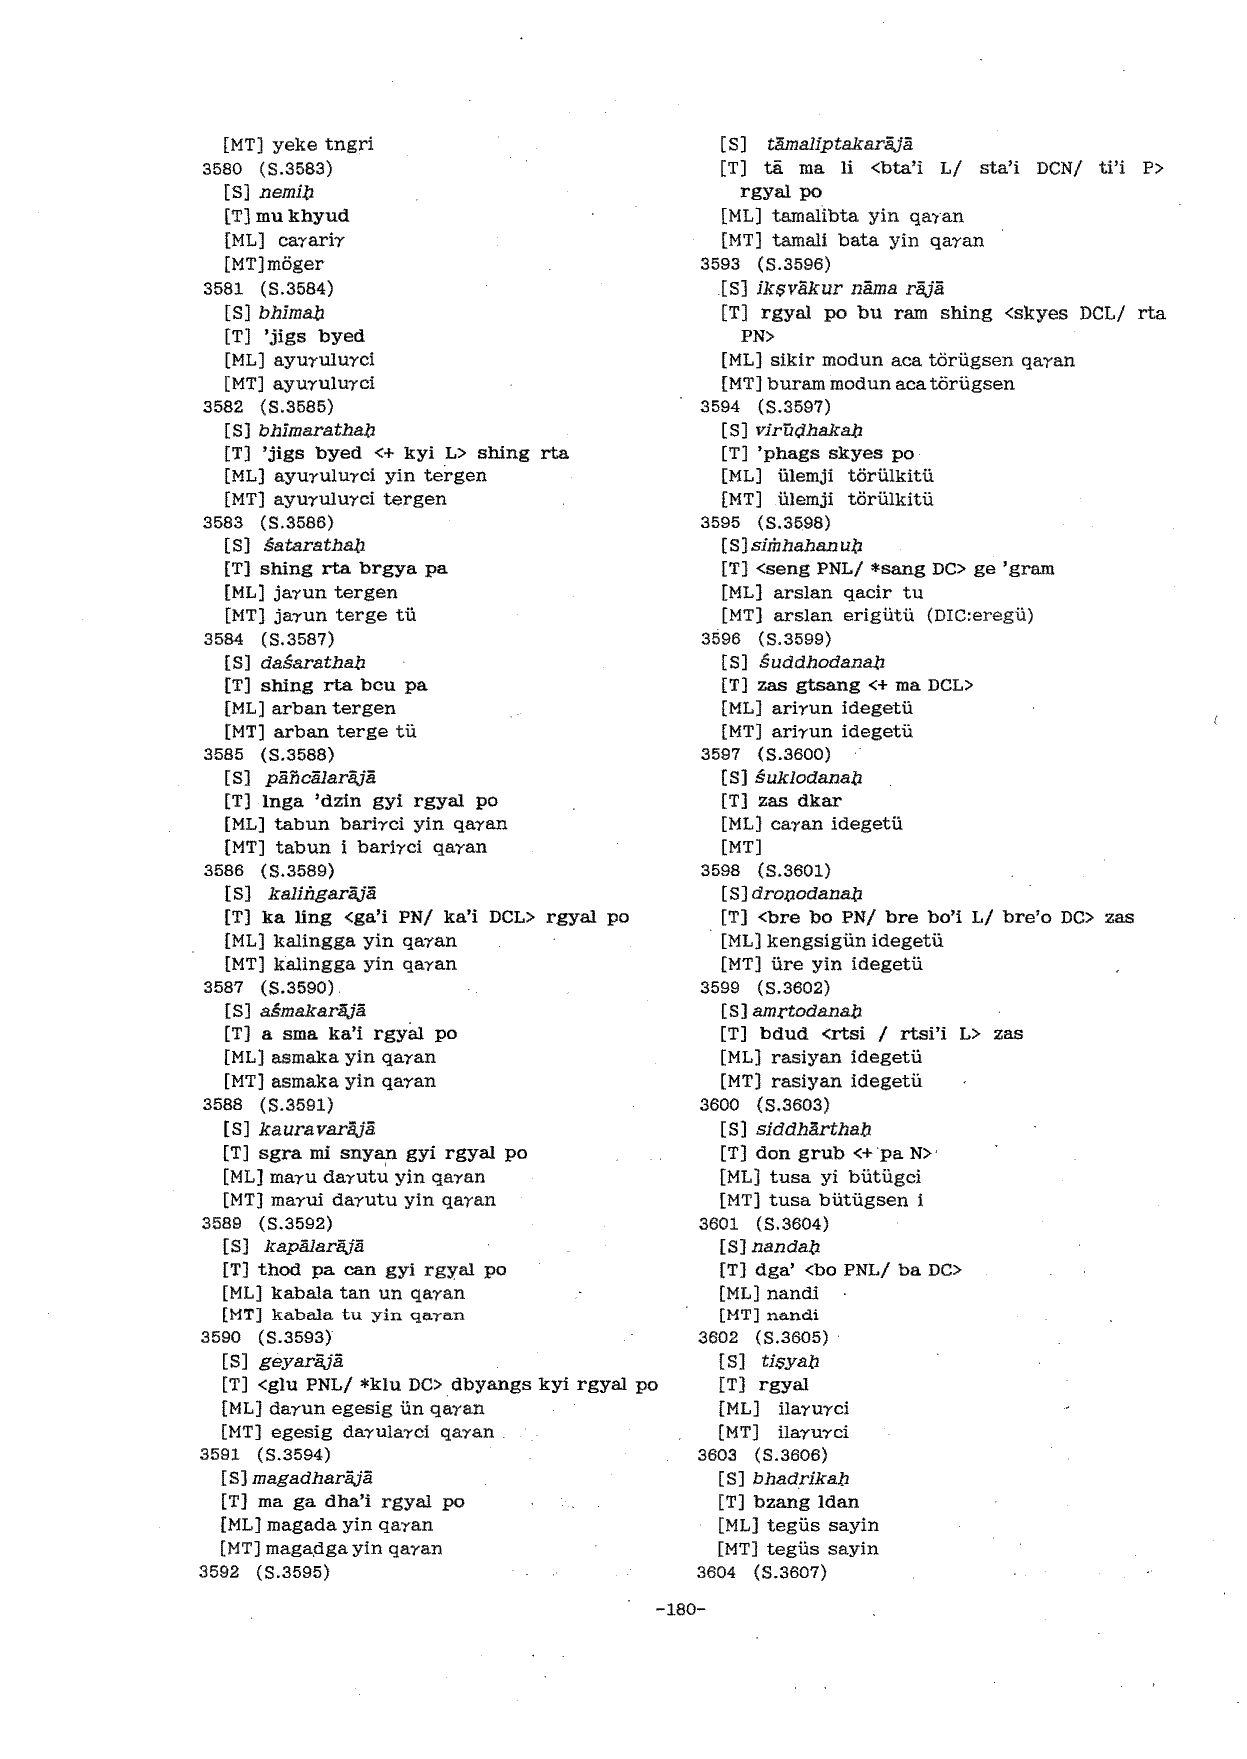 [MT] yeke tngri
3580 (S.3583)
[S] nemiḥ
[T] mu khyud
[ML] caγariγ
[MT] möger
3581 (S.3584)
[S] bhīmaḥ
[T] 'jigs byed
[ML] ayuγuluγci
[MT] ayuγuluγci
3582 (S.3585)
[S] bhīmarathaḥ
[T] 'jigs byed <+ kyi L> shing rta
[ML] ayuγuluγci yin tergen
[MT] ayuγuluγci tergen
3583 (S.3586)
[S] śatarathaḥ
[T] shing rta brgya pa
[ML] jaγun tergen
[MT] jaγun terge tü
3584 (S.3587)
[S] daśarathaḥ
[T] shing rta bcu pa
[ML] arban tergen
[MT] arban terge tü
3585 (S.3588)
[S] pāñcālarājā
[T] lnga 'dzin gyi rgyal po
[ML] tabun bariγci yin qaγan
[MT] tabun i bariγci qaγan
3586 (S.3589)
[S] kaliṅgarājā
[T] ka ling <ga'i PN/ ka'i DCL> rgyal po
[ML] kalingga yin qaγan
[MT] kalingga yin qaγan
3587 (S.3590)
[S] aśmakarājā
[T] a sma ka'i rgyal po
[ML] asmaka yin qaγan
[MT] asmaka yin qaγan
3588 (S.3591)
[S] kauravarājā
[T] sgra mi snyan gyi rgyal po
[ML] maγu daγutu yin qaγan
[MT] maγui daγutu yin qaγan
3589 (S.3592)
[S] kapālarājā
[T] thod pa can gyi rgyal po
[ML] kabala tan un qaγan
[MT] kabala tu yin qaγan
3590 (S.3593)
[S] geyarājā
[T] <glu PNL/ *klu DC> dbyangs kyi rgyal po
[ML] daγun egesig ün qaγan
[MT] egesig daγulaγci qaγan
3591 (S.3594)
[S] magadharājā
[T] ma ga dha'i rgyal po
[ML] magada yin qaγan
[MT] magadga yin qaγan
3592 (S.3595)
[S] tāmaliptakarājā
[T] tā ma li <bta'i L/ sta'i DCN/ ti'i P>
rgyal po
[ML] tamalibta yin qaγan
[MT] tamali bata yin qaγan
3593 (S.3596)
[S] ikṣvākur nāma rājā
[T] rgyal po bu ram shing <skyes DCL/ rta
PN>
[ML] sikir modun aca törügsen qaγan
[MT] buram modun aca törügsen
3594 (S.3597)
[S] virūḍhakaḥ
[T] 'phags skyes po
[ML] ülemji törülkitü
[MT] ülemji törülkitü
3595 (S.3598)
[S] siṁhahanuḥ
[T] <seng PNL/ *sang DC> ge 'gram
[ML] arslan qacir tu
[MT] arslan erigütü (DIC:eregü)
3596 (S.3599)
[S] śuddhodanaḥ
[T] zas gtsang <+ ma DCL>
[ML] ariγun idegetü
[MT] ariγun idegetü
3597 (S.3600)
[S] śuklodanaḥ
[T] zas dkar
[ML] caγan idegetü
[MT]
3598 (S.3601)
[S] droṇodanaḥ
[T] <bre bo PN/ bre bo'i L/ bre'o DC> zas
[ML] kengsigün idegetü
[MT] üre yin idegetü
3599 (S.3602)
[S] amṛtodanaḥ
[T] bdud <rtsi / rtsi'i L> zas
[ML] rasiyan idegetü
[MT] rasiyan idegetü
3600 (S.3603)
[S] siddhārthaḥ
[T] don grub <+ pa N>
[ML] tusa yi bütügci
[MT] tusa bütügsen i
3601 (S.3604)
[S] nandaḥ
[T] dga' <bo PNL/ ba DC>
[ML] nandi
[MT] nandi
3602 (S.3605)
[S] tiṣyaḥ
[T] rgyal
[ML] ilaγuγci
[MT] ilaγuγci
3603 (S.3606)
[S] bhadrikaḥ
[T] bzang ldan
[ML] tegüs sayin
[MT] tegüs sayin
3604 (S.3607)
-180-